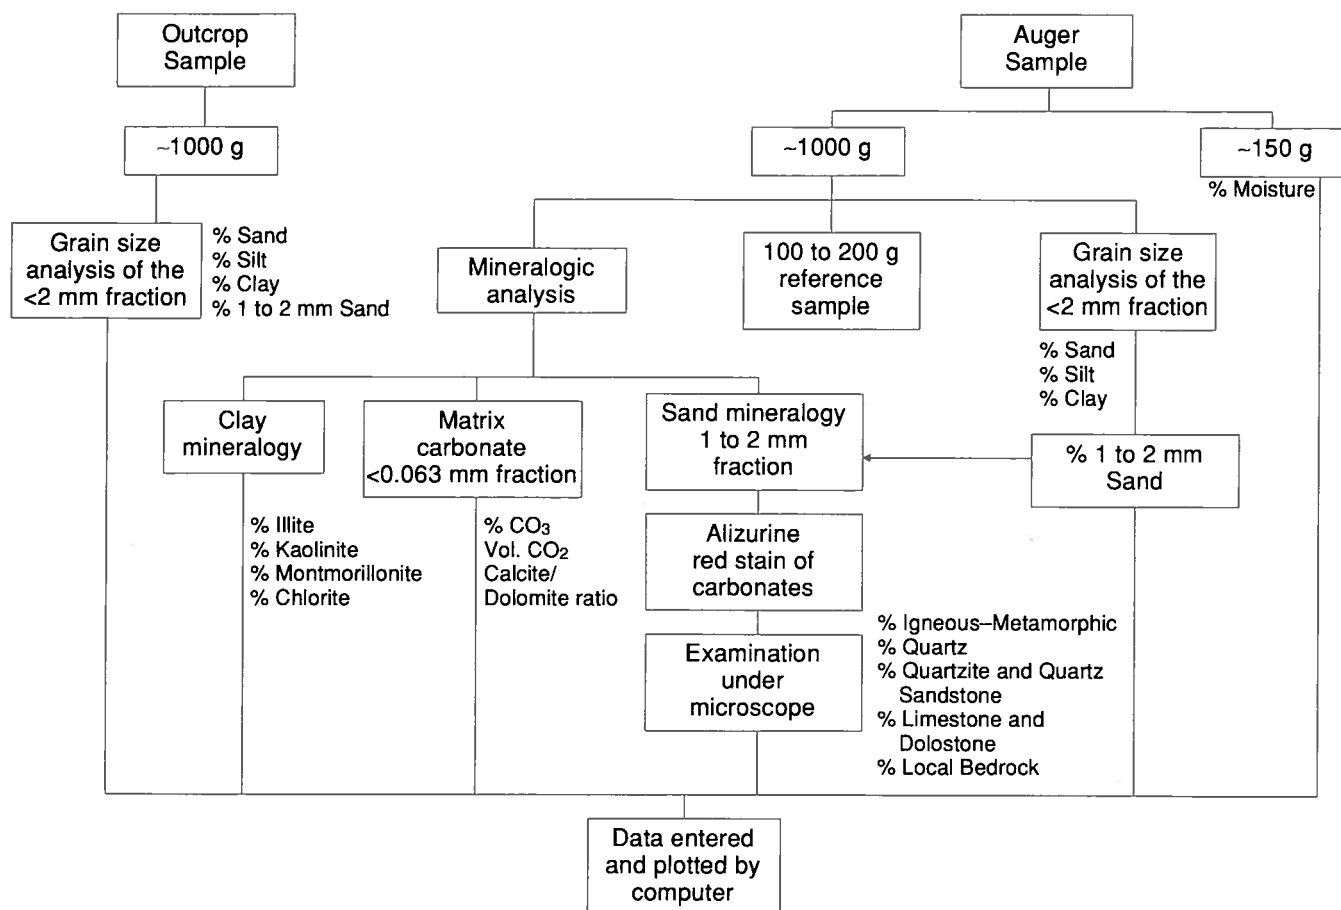 Outcrop
Sample
Auger
Sample
~1000 g
~1000 g
~150 g
% Moisture
Grain size
analysis of the
<2 mm fraction
% Sand
% Silt
% Clay
% 1 to 2 mm Sand
Mineralogic
analysis
100 to 200 g
reference
sample
Grain size
analysis of the
<2 mm fraction
% Sand
% Silt
% Clay
Clay
mineralogy
Matrix
carbonate
<0.063 mm fraction
Sand mineralogy
1 to 2 mm
fraction
% 1 to 2 mm
Sand
% Illite
% Kaolinite
% Montmorillonite
% Chlorite
% CO₃
Vol. CO₂
Calcite/
Dolomite ratio
Alizurine
red stain of
carbonates
Examination
under
microscope
% Igneous–Metamorphic
% Quartz
% Quartzite and Quartz
Sandstone
% Limestone and
Dolostone
% Local Bedrock
Data entered
and plotted by
computer